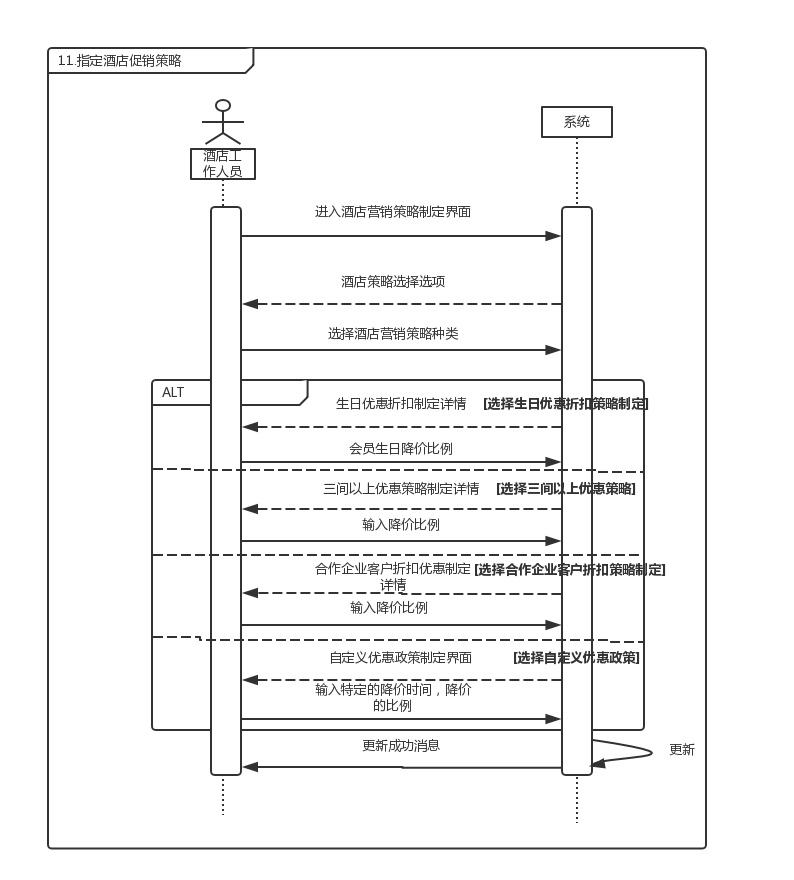 11.指定酒店促销策略
系统
酒店工
作人员
进入酒店营销策略制定界面
酒店策略选择选项
选择酒店营销策略种类
ALT
生日优惠折扣制定详情 [选择生日优惠折扣策略制定]
会员生日降价比例
三间以上优惠策略制定详情 [选择三间以上优惠策略]
输入降价比例
合作企业客户折扣优惠制定 [选择合作企业客户折扣策略制定]
详情
输入降价比例
自定义优惠政策制定界面 [选择自定义优惠政策]
输入特定的降价时间，降价
的比例
更新成功消息
更新